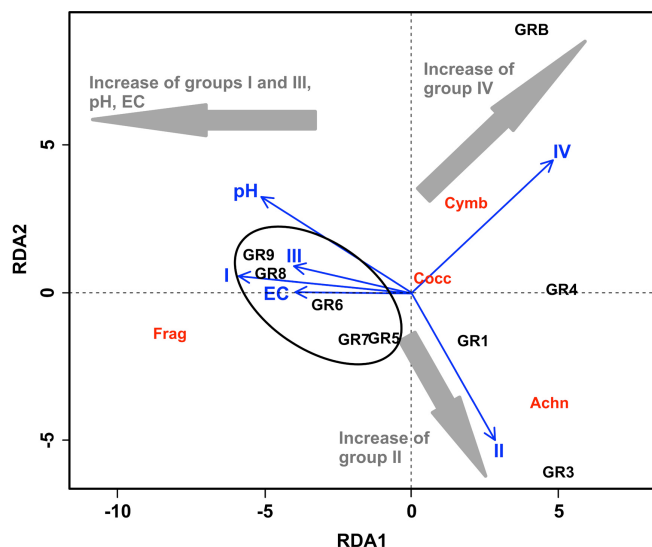 GRB
Increase of groups I and III,
pH, EC
Increase of
group IV
5
IV
pH
Cymb
GR9
III
I
GR8
Cocc
EC
GR6
GR4
0
RDA2
Frag
GR7
GR5
GR1
Achn
Increase of
group II
II
GR3
-5
-10
-5
0
5
RDA1